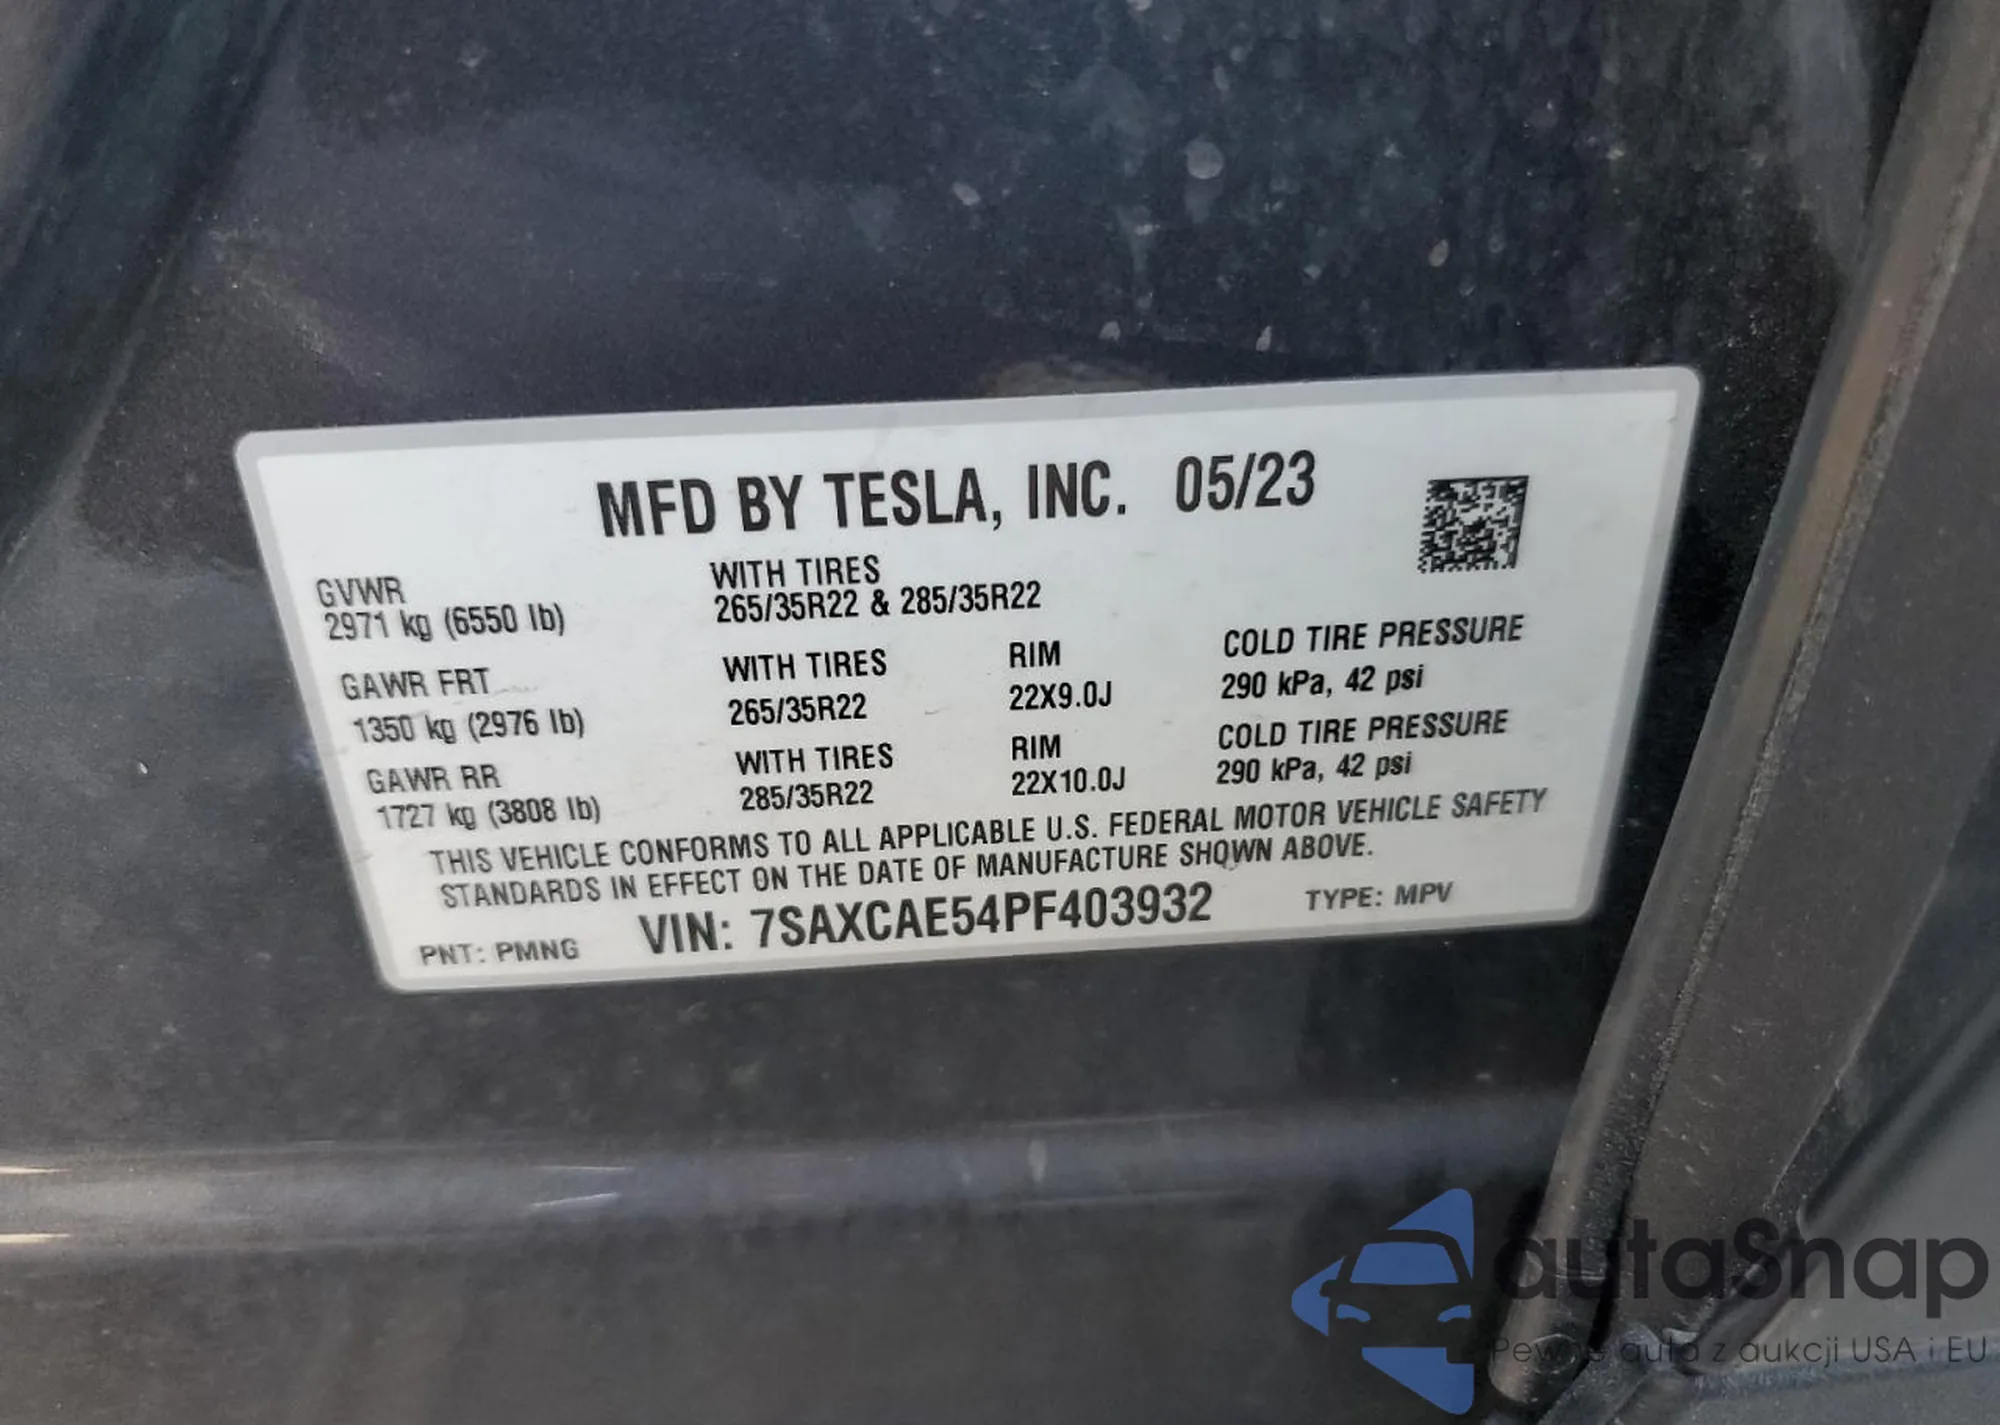 MFD BY TESLA, INC. 05/23
GVWR
2971 kg (6550 lb)
WITH TIRES
265/35R22 & 285/35R22
GAWR FRT
1350 kg (2976 lb)
WITH TIRES
265/35R22
RIM
22X9.0J
COLD TIRE PRESSURE
290 kPa, 42 psi
GAWR RR
1727 kg (3808 lb)
WITH TIRES
285/35R22
RIM
22X10.0J
COLD TIRE PRESSURE
290 kPa, 42 psi
THIS VEHICLE CONFORMS TO ALL APPLICABLE U.S. FEDERAL MOTOR VEHICLE SAFETY
STANDARDS IN EFFECT ON THE DATE OF MANUFACTURE SHOWN ABOVE.
PNT: PMNG VIN: 7SAXCAE54PF403932 TYPE: MPV
autaSnap
Pewne auta z aukcji USA i EU